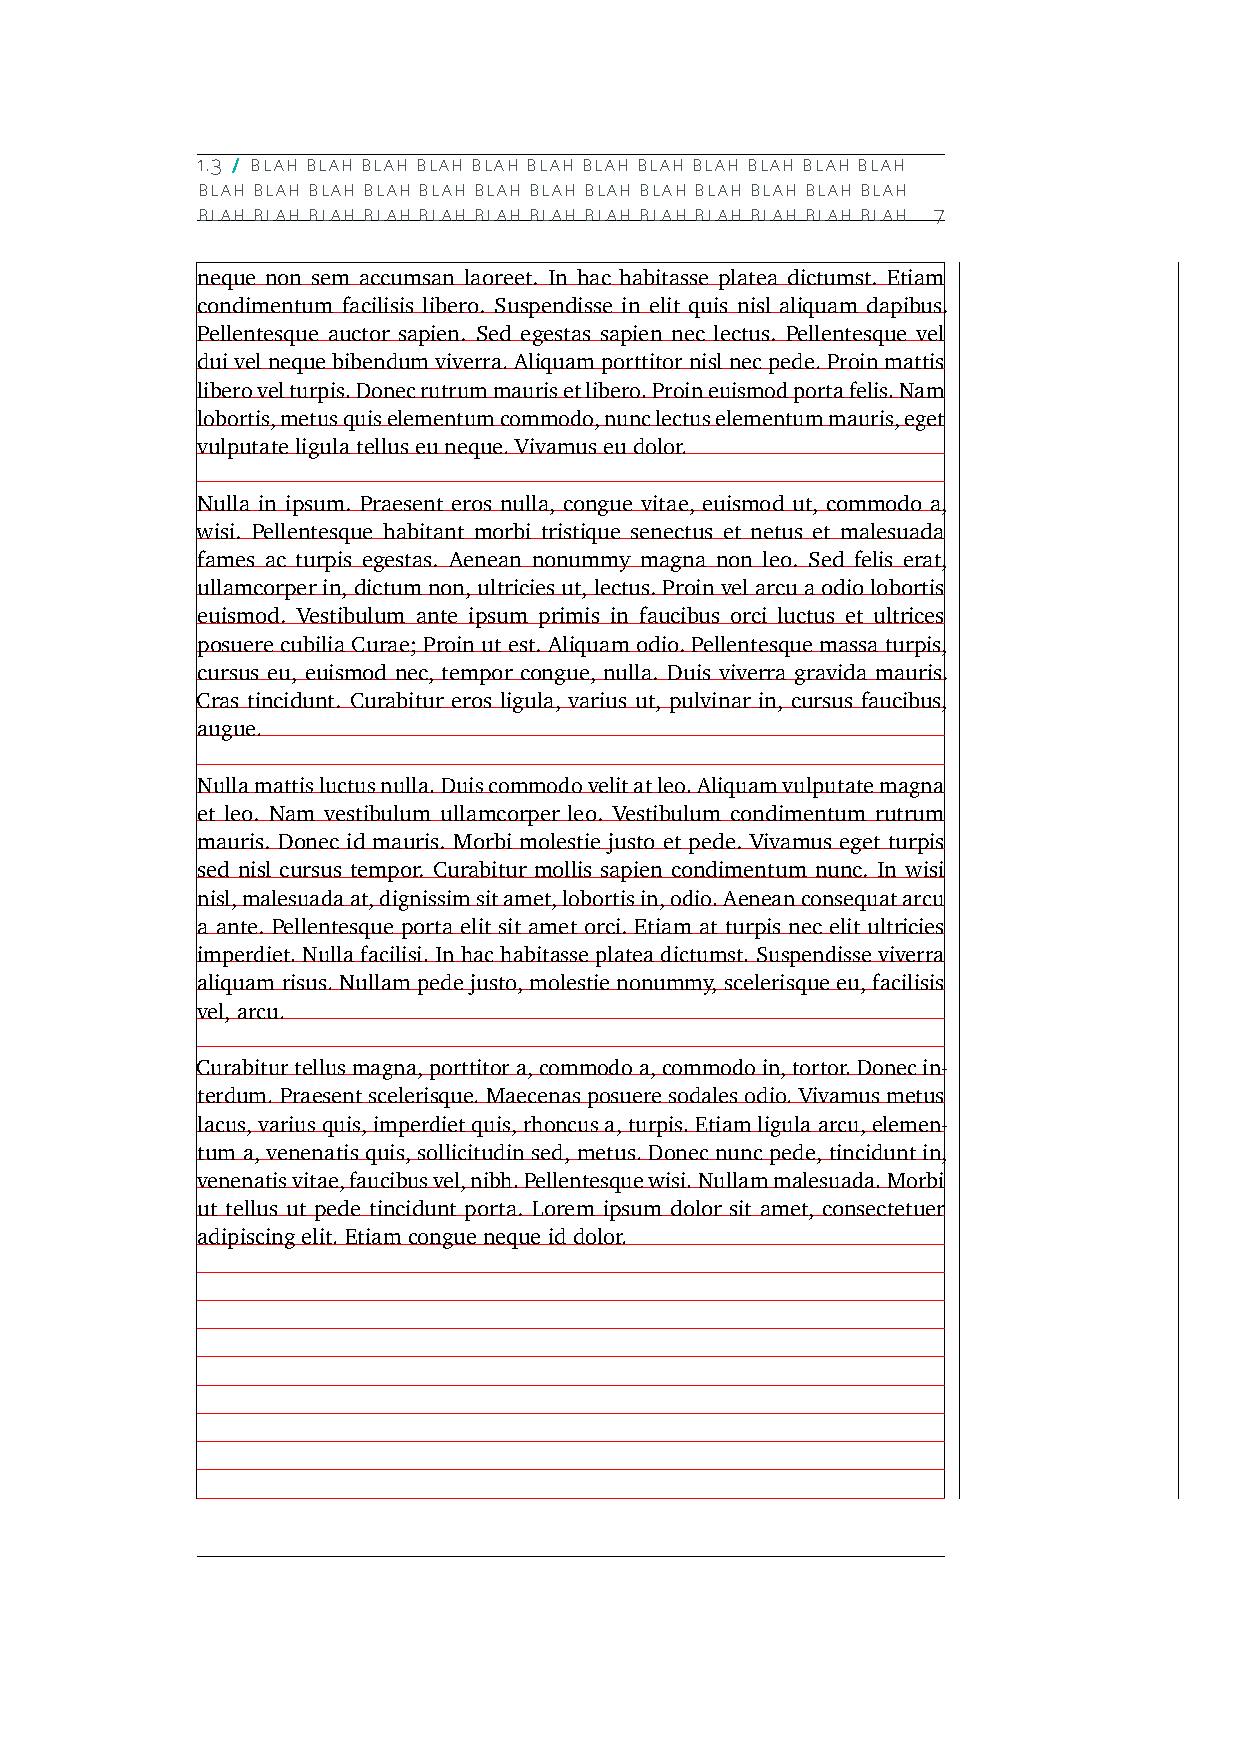 1.3 / BLAH BLAH BLAH BLAH BLAH BLAH BLAH BLAH BLAH BLAH BLAH BLAH
BLAH BLAH BLAH BLAH BLAH BLAH BLAH BLAH BLAH BLAH BLAH BLAH BLAH
BLAH BLAH BLAH BLAH BLAH BLAH BLAH BLAH BLAH BLAH BLAH BLAH BLAH 7
neque non sem accumsan laoreet. In hac habitasse platea dictumst. Etiam
condimentum facilisis libero. Suspendisse in elit quis nisl aliquam dapibus.
Pellentesque auctor sapien. Sed egestas sapien nec lectus. Pellentesque vel
dui vel neque bibendum viverra. Aliquam porttitor nisl nec pede. Proin mattis
libero vel turpis. Donec rutrum mauris et libero. Proin euismod porta felis. Nam
lobortis, metus quis elementum commodo, nunc lectus elementum mauris, eget
vulputate ligula tellus eu neque. Vivamus eu dolor.
Nulla in ipsum. Praesent eros nulla, congue vitae, euismod ut, commodo a,
wisi. Pellentesque habitant morbi tristique senectus et netus et malesuada
fames ac turpis egestas. Aenean nonummy magna non leo. Sed felis erat,
ullamcorper in, dictum non, ultricies ut, lectus. Proin vel arcu a odio lobortis
euismod. Vestibulum ante ipsum primis in faucibus orci luctus et ultrices
posuere cubilia Curae; Proin ut est. Aliquam odio. Pellentesque massa turpis,
cursus eu, euismod nec, tempor congue, nulla. Duis viverra gravida mauris.
Cras tincidunt. Curabitur eros ligula, varius ut, pulvinar in, cursus faucibus,
augue.
Nulla mattis luctus nulla. Duis commodo velit at leo. Aliquam vulputate magna
et leo. Nam vestibulum ullamcorper leo. Vestibulum condimentum rutrum
mauris. Donec id mauris. Morbi molestie justo et pede. Vivamus eget turpis
sed nisl cursus tempor. Curabitur mollis sapien condimentum nunc. In wisi
nisl, malesuada at, dignissim sit amet, lobortis in, odio. Aenean consequat arcu
a ante. Pellentesque porta elit sit amet orci. Etiam at turpis nec elit ultricies
imperdiet. Nulla facilisi. In hac habitasse platea dictumst. Suspendisse viverra
aliquam risus. Nullam pede justo, molestie nonummy, scelerisque eu, facilisis
vel, arcu.
Curabitur tellus magna, porttitor a, commodo a, commodo in, tortor. Donec in-
terdum. Praesent scelerisque. Maecenas posuere sodales odio. Vivamus metus
lacus, varius quis, imperdiet quis, rhoncus a, turpis. Etiam ligula arcu, elemen-
tum a, venenatis quis, sollicitudin sed, metus. Donec nunc pede, tincidunt in,
venenatis vitae, faucibus vel, nibh. Pellentesque wisi. Nullam malesuada. Morbi
ut tellus ut pede tincidunt porta. Lorem ipsum dolor sit amet, consectetuer
adipiscing elit. Etiam congue neque id dolor.